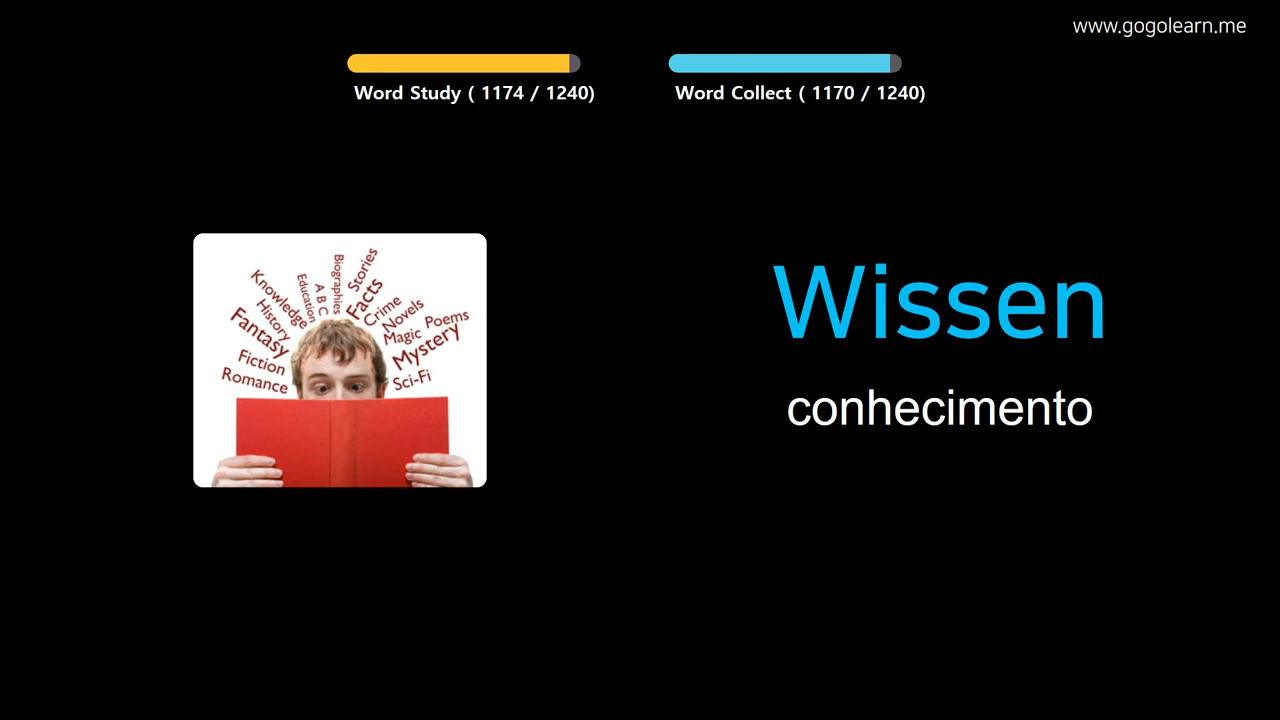 www.gogolearn.me
Word Study ( 1174 / 1240)
Word Collect ( 1170 / 1240)
Wissen
conhecimento
Knowledge
History
Fantasy
Fiction
Romance
Education
A B C
Biographies
Stories
Facts
Crime
Novels
Magic
Poems
Mystery
Sci-Fi